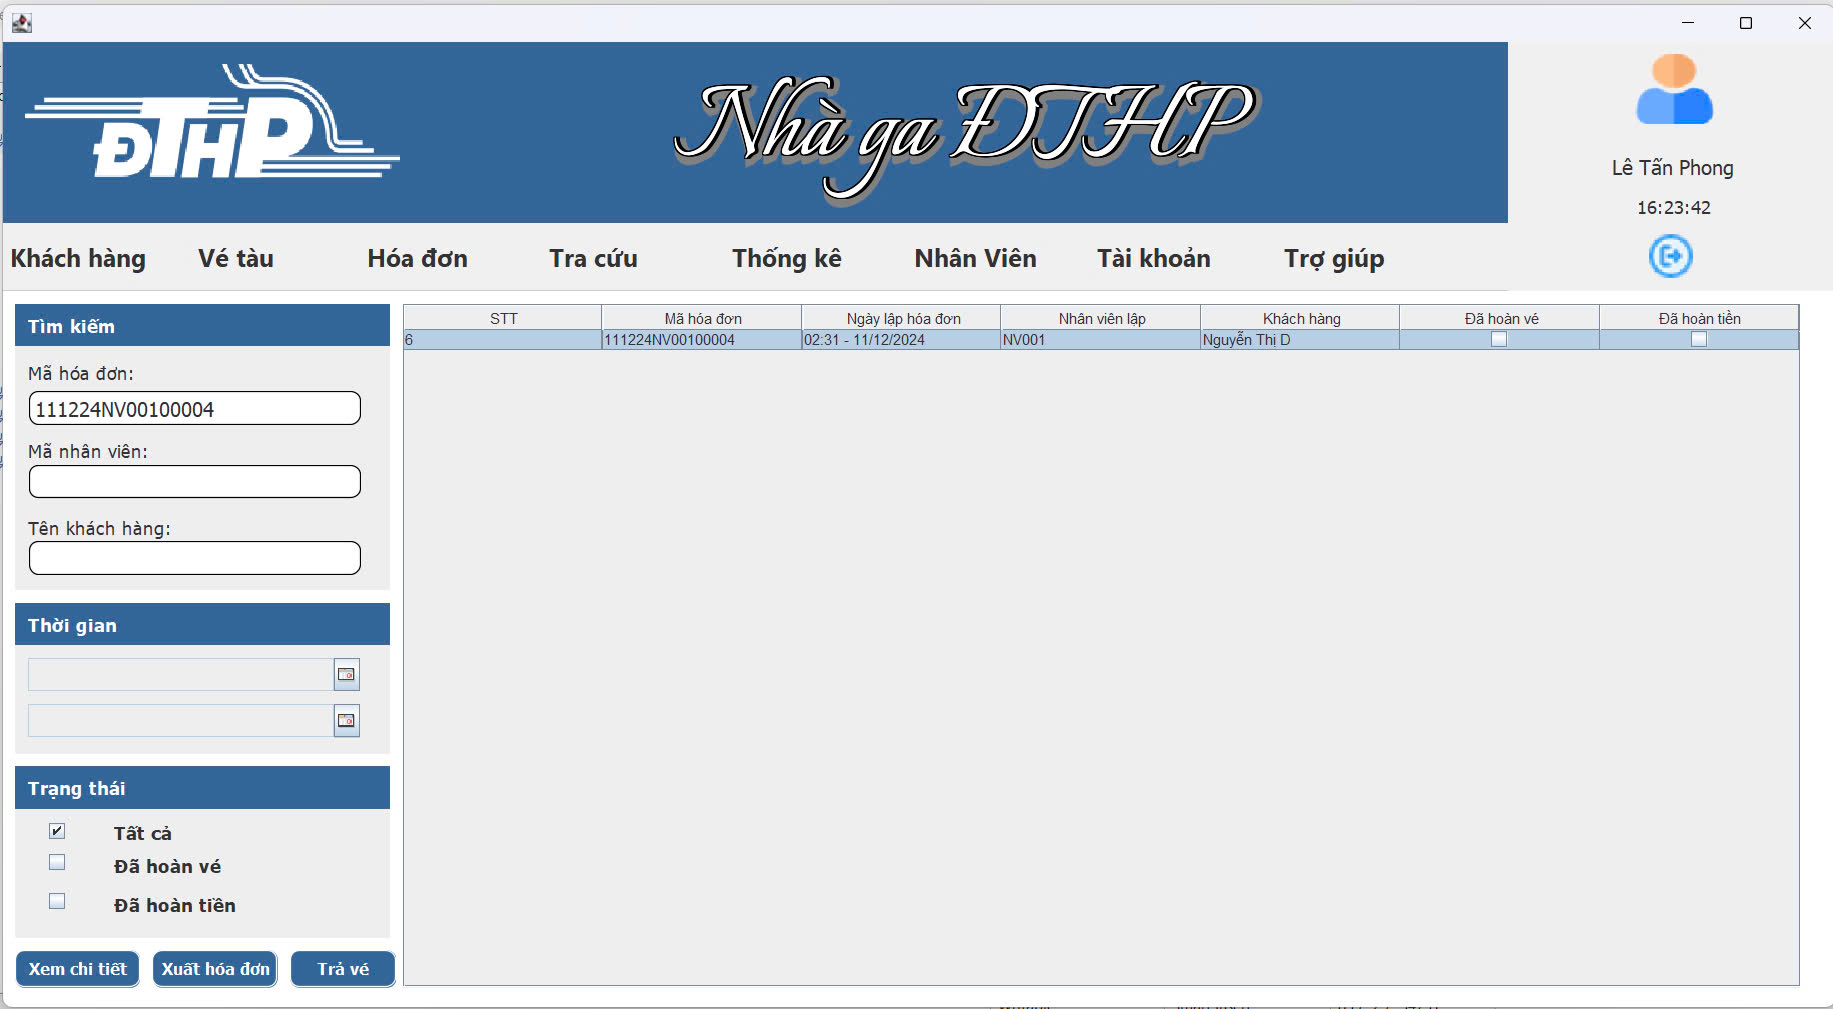 ĐTHP
Nhà ga ĐTHP
Lê Tấn Phong
16:23:42
Khách hàng Vé tàu Hóa đơn Tra cứu Thống kê Nhân Viên Tài khoản Trợ giúp
Tìm kiếm
Mã hóa đơn:
111224NV00100004
Mã nhân viên:
Tên khách hàng:
Thời gian
Trạng thái
Tất cả
Đã hoàn vé
Đã hoàn tiền
Xem chi tiết Xuất hóa đơn Trả vé
STT Mã hóa đơn Ngày lập hóa đơn Nhân viên lập Khách hàng Đã hoàn vé Đã hoàn tiền
6 111224NV00100004 02:31 - 11/12/2024 NV001 Nguyễn Thị D